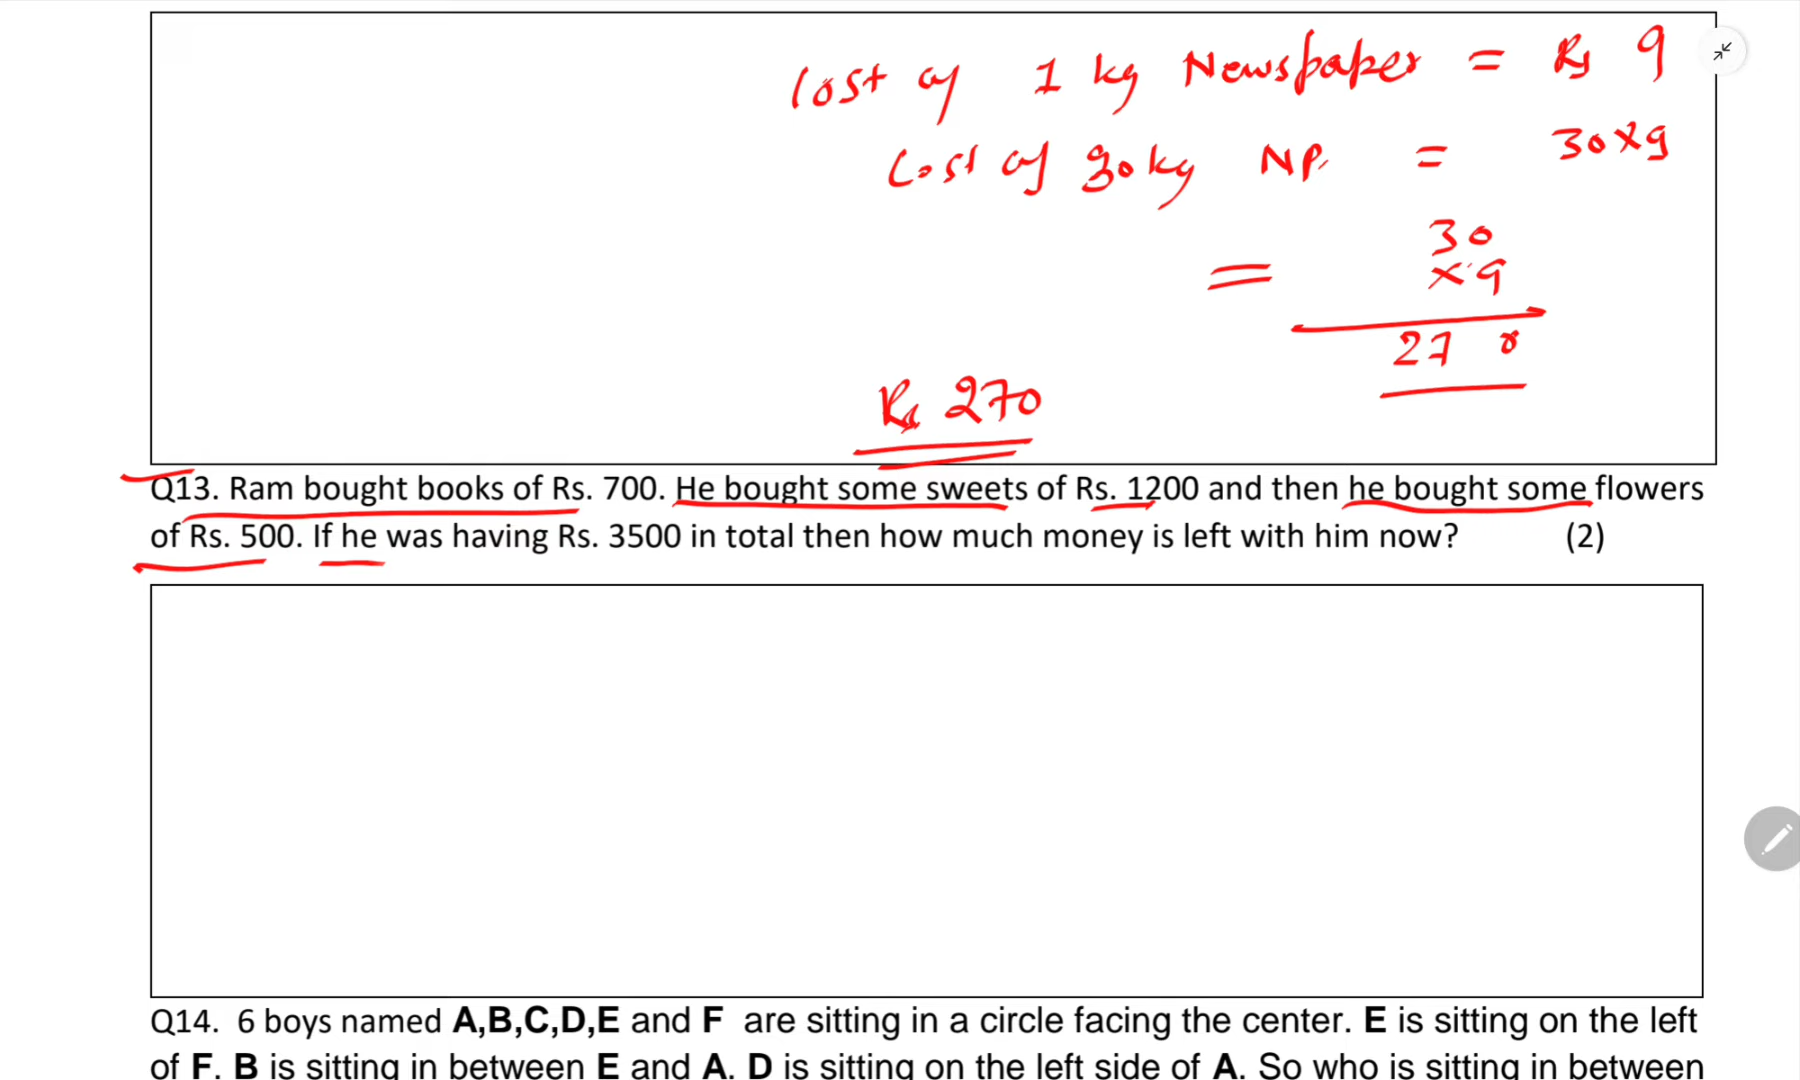 Cost of 1 kg Newspaper = Rs 9
Cost of 30 kg NP. = 30x9
30
= x 9
27 0
Rs 270
Q13. Ram bought books of Rs. 700. He bought some sweets of Rs. 1200 and then he bought some flowers
of Rs. 500. If he was having Rs. 3500 in total then how much money is left with him now? (2)
Q14. 6 boys named A,B,C,D,E and F are sitting in a circle facing the center. E is sitting on the left
of F. B is sitting in between E and A. D is sitting on the left side of A. So who is sitting in between